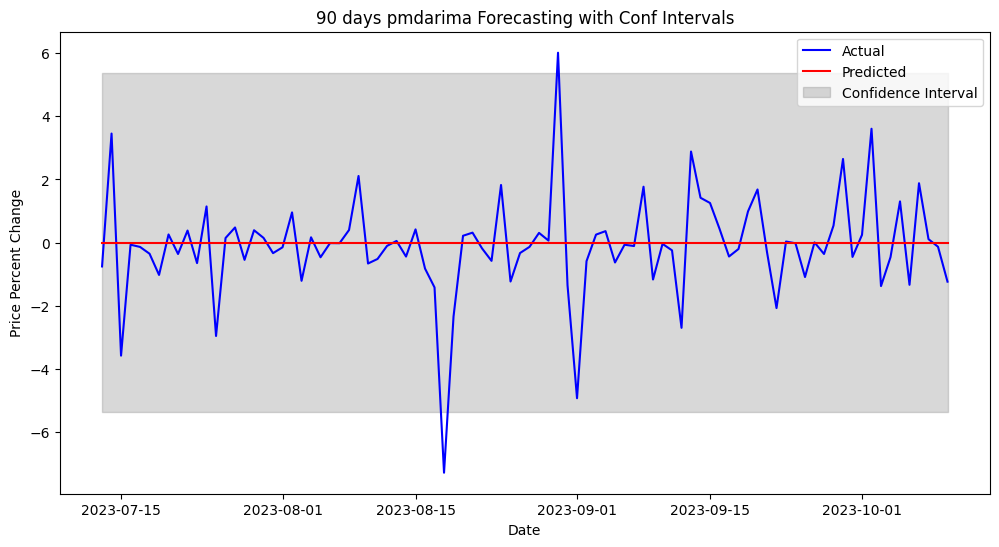 90 days pmdarima Forecasting with Conf Intervals
Actual
Predicted
Confidence Interval
Price Percent Change
6
4
2
0
−2
−4
−6
2023-07-15
2023-08-01
2023-08-15
2023-09-01
2023-09-15
2023-10-01
Date